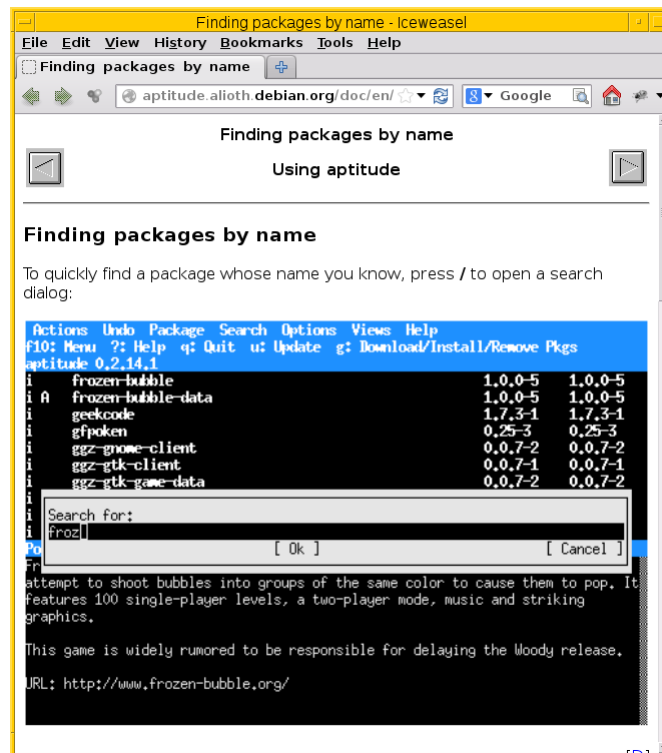 Finding packages by name - Iceweasel
File Edit View History Bookmarks Tools Help
Finding packages by name
aptitude.alioth.debian.org/doc/en/ Google
Finding packages by name
Using aptitude
Finding packages by name
To quickly find a package whose name you know, press / to open a search
dialog:
Actions Undo Package Search Options Views Help
f10: Menu ?: Help q: Quit u: Update g: Download/Install/Remove Pkgs
aptitude 0.2.14.1
i frozen-bubble 1.0.0-5 1.0.0-5
i A frozen-bubble-data 1.0.0-5 1.0.0-5
i geekcode 1.7.3-1 1.7.3-1
i gfpoken 0.25-3 0.25-3
i ggz-gnome-client 0.0.7-2 0.0.7-2
i ggz-gtk-client 0.0.7-1 0.0.7-1
i ggz-gtk-game-data 0.0.7-2 0.0.7-2
i
i Search for:
i froz
Po [ Ok ] [ Cancel ]
Fr
attempt to shoot bubbles into groups of the same color to cause them to pop. It
features 100 single-player levels, a two-player mode, music and striking
graphics.
This game is widely rumored to be responsible for delaying the Woody release.
URL: http://www.frozen-bubble.org/